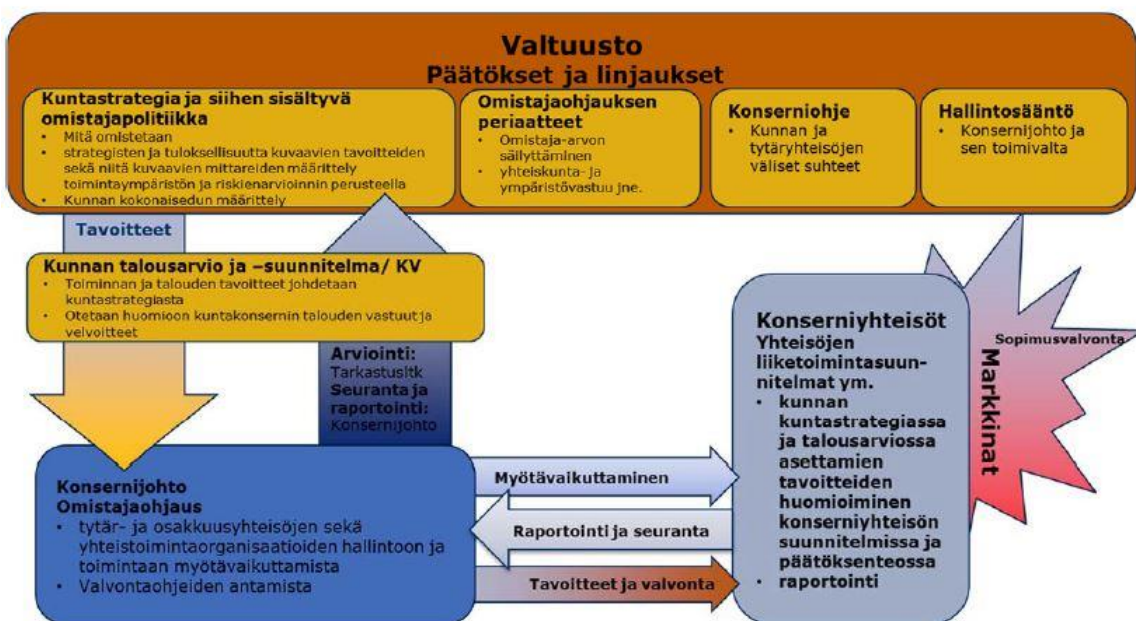 Valtuusto
Päätökset ja linjaukset
Kuntastrategia ja siihen sisältyvä
omistajapolitiikka
• Mitä omistetaan
• strategisten ja tuloksellisuutta kuvaavien tavoitteiden
sekä niitä kuvaavien mittareiden määrittely
toimintaympäristön ja riskienarvioinnin perusteella
• Kunnan kokonaisedun määrittely
Omistajaohjauksen
periaatteet
• Omistaja-arvon
säilyttäminen
• yhteiskunta- ja
ympäristövastuu jne.
Konserniohje
• Kunnan ja
tytäryhteisöjen
väliset suhteet
Hallintosääntö
• Konsernijohto ja
sen toimivalta
Tavoitteet
Kunnan talousarvio ja –suunnitelma/ KV
• Toiminnan ja talouden tavoitteet johdetaan
kuntastrategiasta
• Otetaan huomioon kuntakonsernin talouden vastuut ja
velvoitteet
Arviointi:
Tarkastusltk
Seuranta ja
raportointi:
Konsernijohto
Konsernijohto
Omistajaohjaus
• tytär- ja osakkuusyhteisöjen sekä
yhteistoimintaorganisaatioiden hallintoon ja
toimintaan myötävaikuttamista
• Valvontaohjeiden antamista
Myötävaikuttaminen
Raportointi ja seuranta
Tavoitteet ja valvonta
Konserniyhteisöt
Yhteisöjen
liiketoimintasuun-
nitelmat ym.
• kunnan
kuntastrategiassa
ja talousarviossa
asettamien
tavoitteiden
huomioiminen
konserniyhteisön
suunnitelmissa ja
päätöksenteossa
• raportointi
Sopimusvalvonta
Markkinat